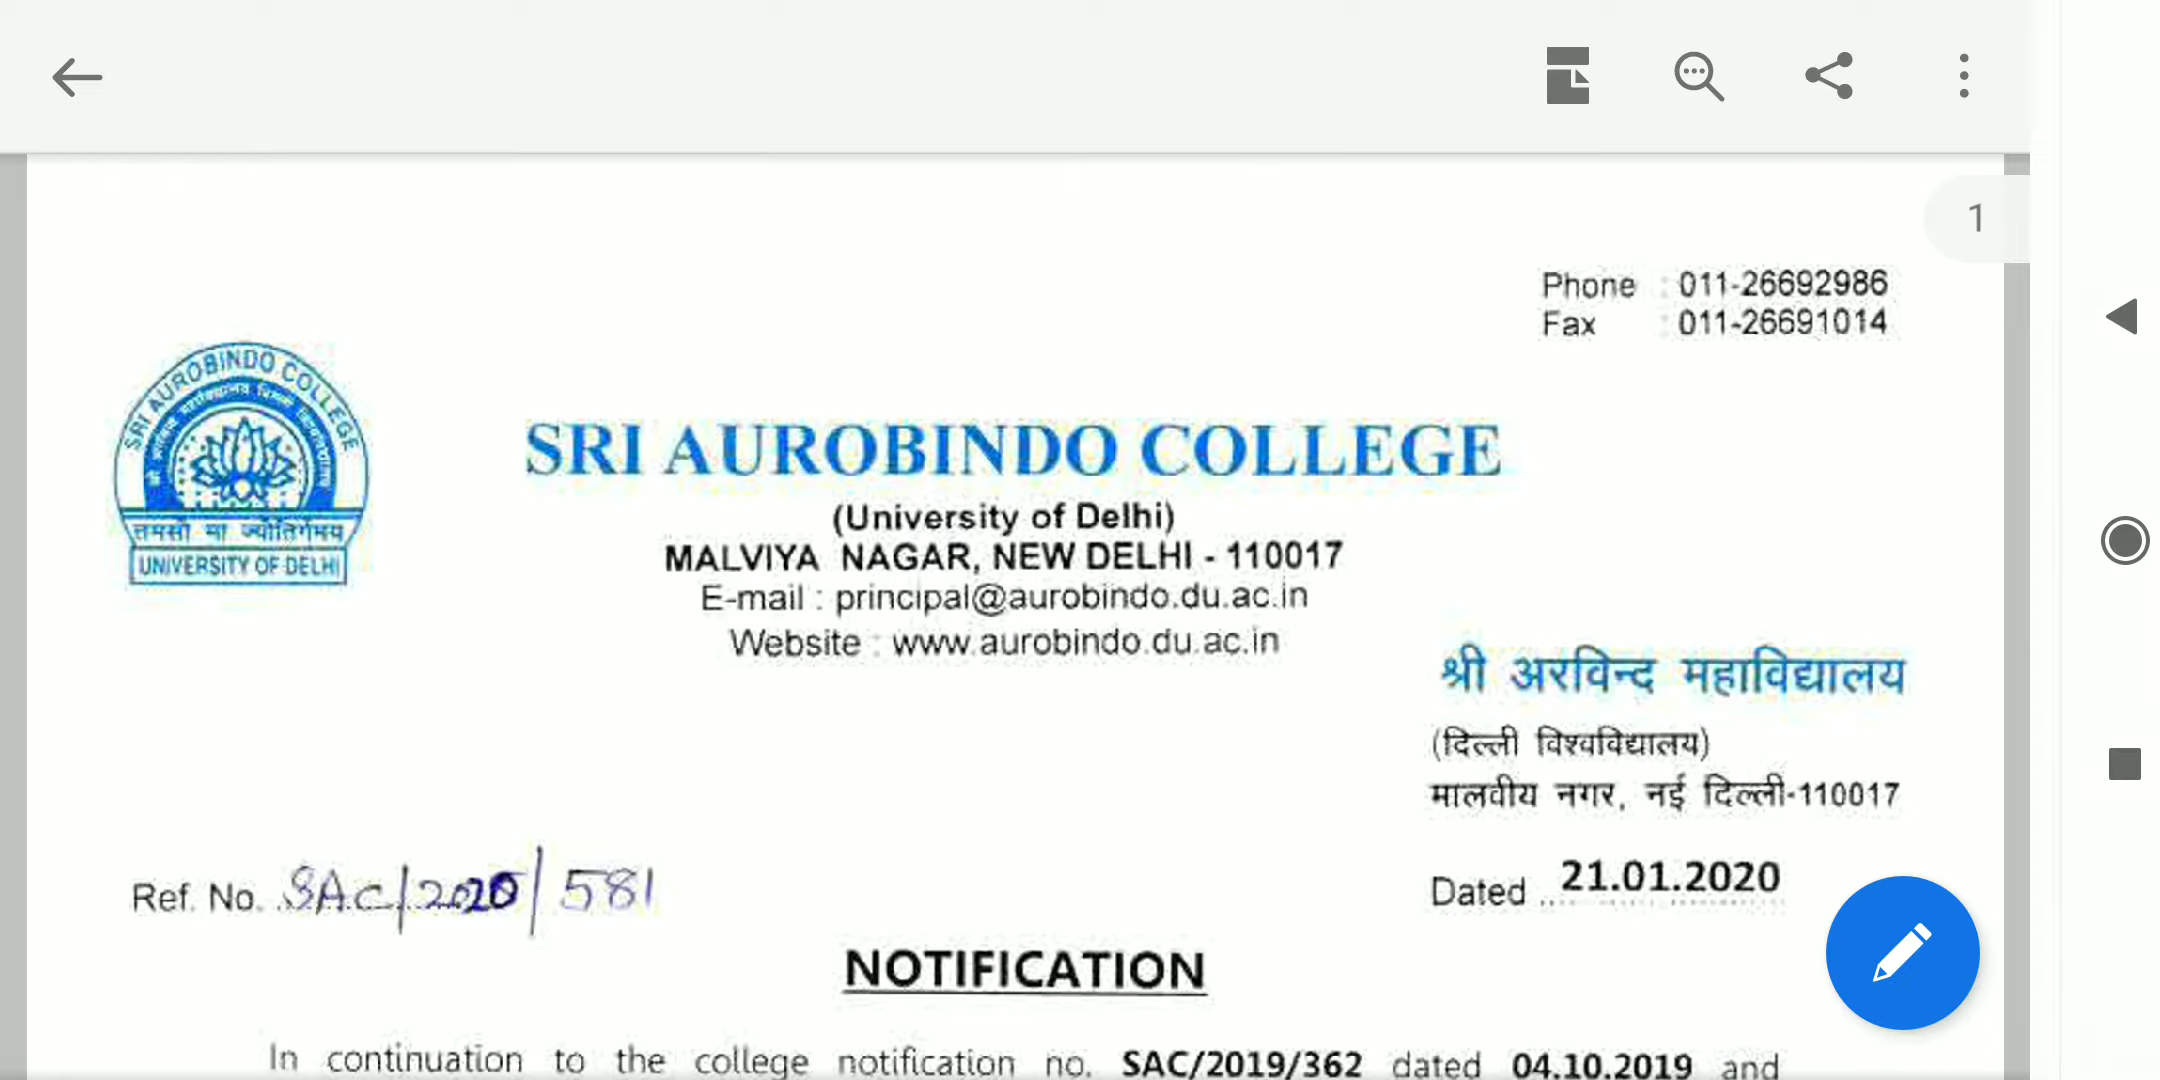 1
Phone : 011-26692986
Fax : 011-26691014
SRI AUROBINDO COLLEGE
तमसो मा ज्योतिर्गमय
UNIVERSITY OF DELHI
SRI AUROBINDO COLLEGE
(University of Delhi)
MALVIYA NAGAR, NEW DELHI - 110017
E-mail : principal@aurobindo.du.ac.in
Website : www.aurobindo.du.ac.in
श्री अरविन्द महाविद्यालय
(दिल्ली विश्वविद्यालय)
मालवीय नगर, नई दिल्ली-110017
Ref. No. SAC/2020/581
Dated 21.01.2020
NOTIFICATION
In continuation to the college notification no. SAC/2019/362 dated 04.10.2019 and